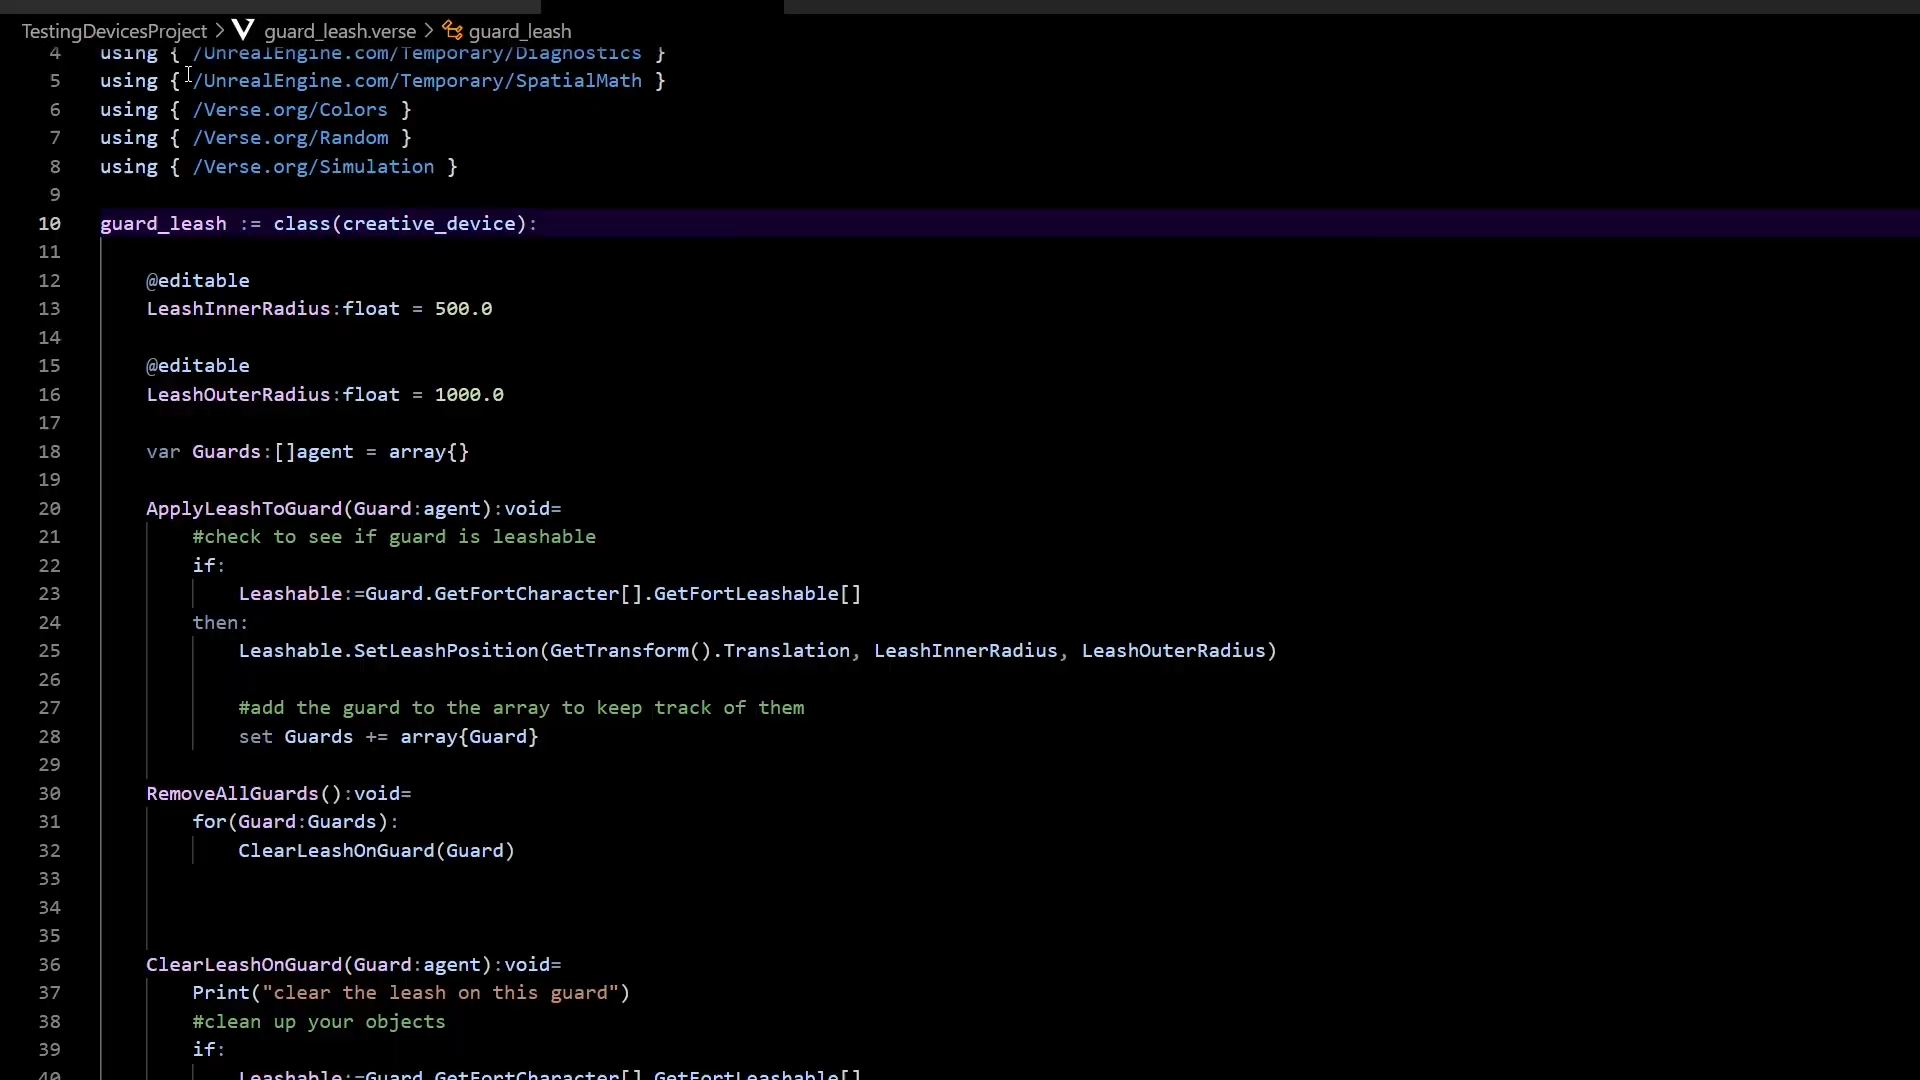 TestingDevicesProject > guard_leash.verse > guard_leash
4 using { /UnrealEngine.com/Temporary/Diagnostics }
5 using { /UnrealEngine.com/Temporary/SpatialMath }
6 using { /Verse.org/Colors }
7 using { /Verse.org/Random }
8 using { /Verse.org/Simulation }
9
10 guard_leash := class(creative_device):
11
12 @editable
13 LeashInnerRadius:float = 500.0
14
15 @editable
16 LeashOuterRadius:float = 1000.0
17
18 var Guards:[]agent = array{}
19
20 ApplyLeashToGuard(Guard:agent):void=
21 #check to see if guard is leashable
22 if:
23 Leashable:=Guard.GetFortCharacter[].GetFortLeashable[]
24 then:
25 Leashable.SetLeashPosition(GetTransform().Translation, LeashInnerRadius, LeashOuterRadius)
26
27 #add the guard to the array to keep track of them
28 set Guards += array{Guard}
29
30 RemoveAllGuards():void=
31 for(Guard:Guards):
32 ClearLeashOnGuard(Guard)
33
34
35
36 ClearLeashOnGuard(Guard:agent):void=
37 Print("clear the leash on this guard")
38 #clean up your objects
39 if:
40 Leashable:=Guard.GetFortCharacter[].GetFortLeashable[]